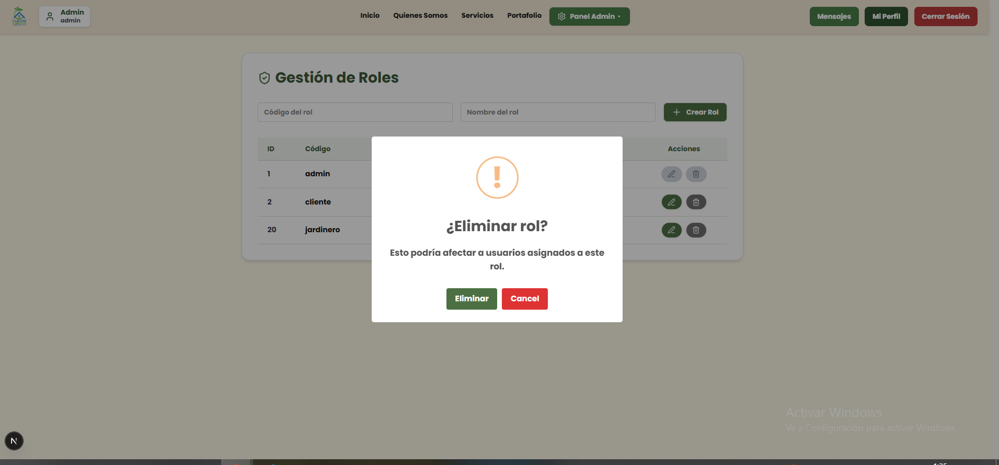 Admin
admin
Inicio
Quienes Somos
Servicios
Portafolio
Panel Admin
Mensajes
Mi Perfil
Cerrar Sesión
Gestión de Roles
Código del rol
Nombre del rol
Crear Rol
ID
Código
Acciones
1
admin
2
cliente
20
jardinero
!
¿Eliminar rol?
Esto podría afectar a usuarios asignados a este
rol.
Eliminar
Cancel
Activar Windows
Ve a Configuración para activar Windows.
N